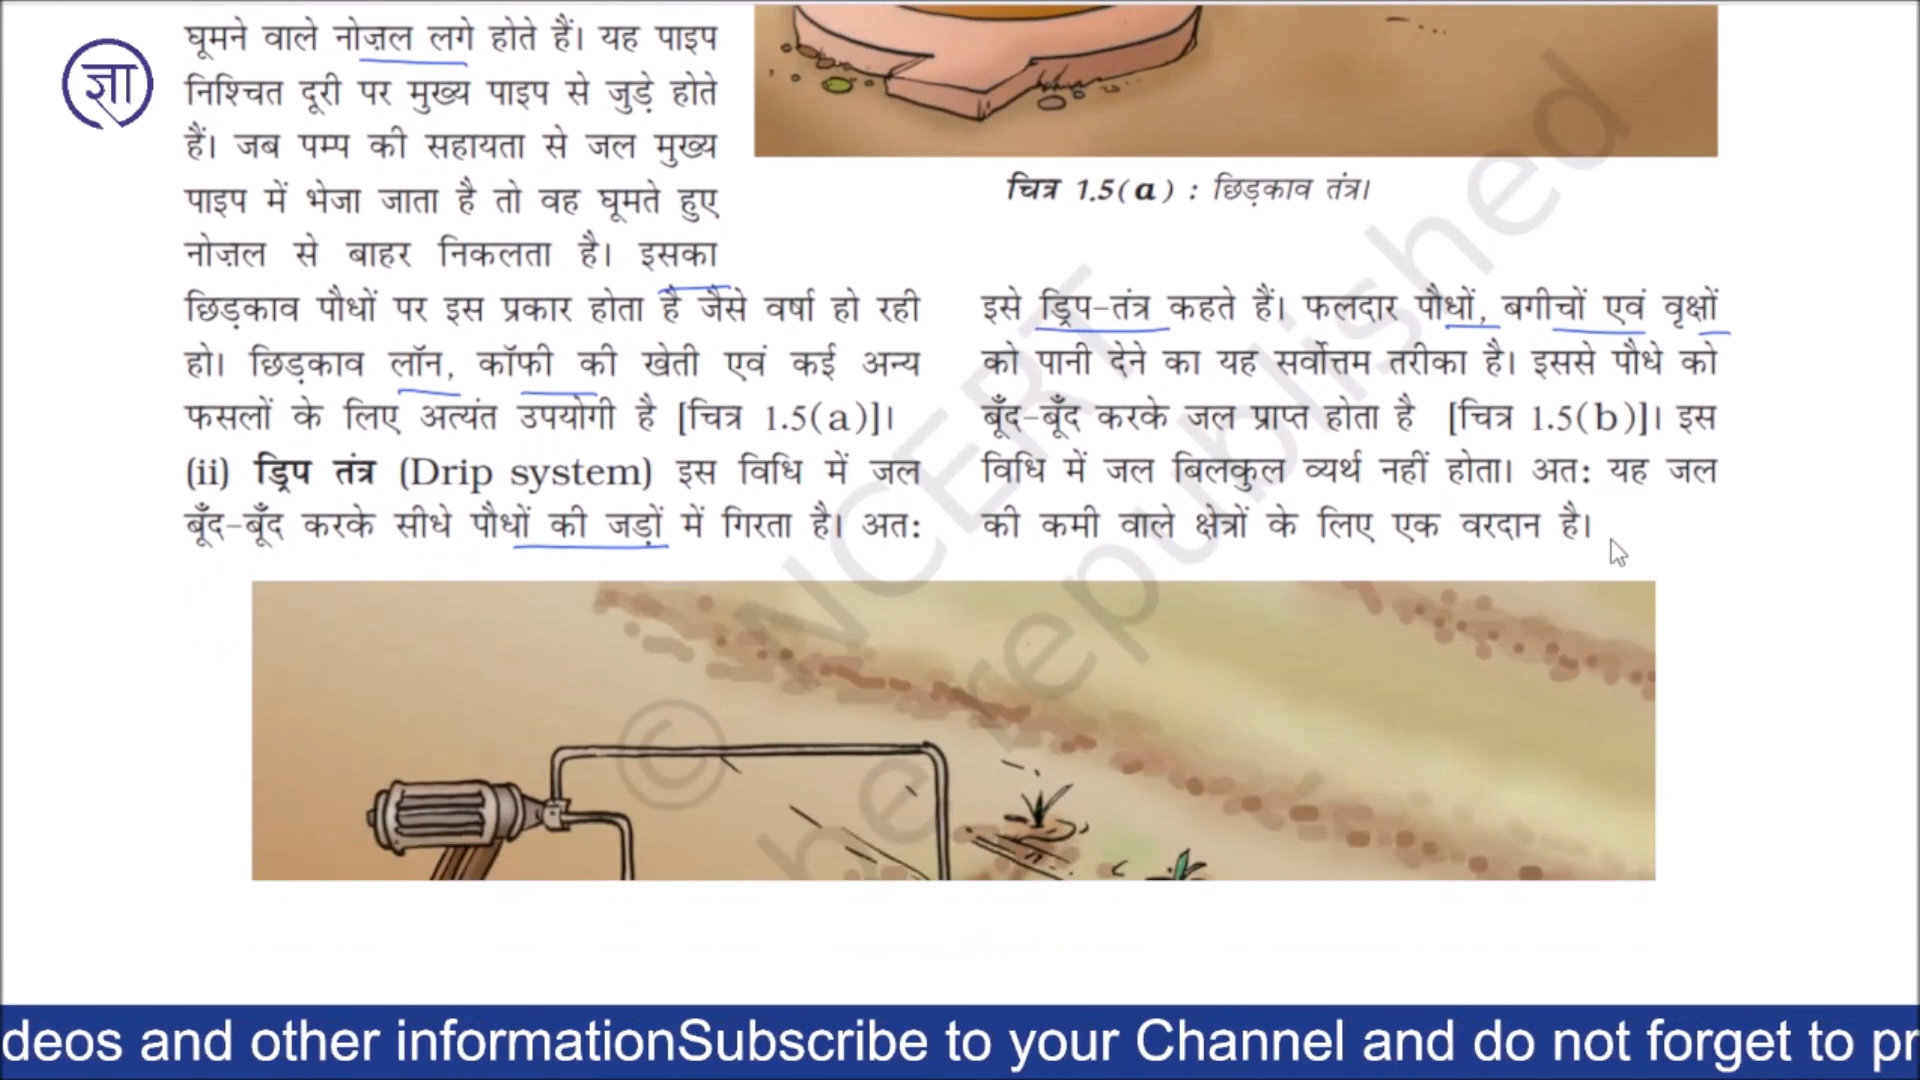 ज्ञा
घूमने वाले नोज़ल लगे होते हैं। यह पाइप
निश्चित दूरी पर मुख्य पाइप से जुड़े होते
हैं। जब पम्प की सहायता से जल मुख्य
पाइप में भेजा जाता है तो वह घूमते हुए
नोज़ल से बाहर निकलता है। इसका
छिड़काव पौधों पर इस प्रकार होता है जैसे वर्षा हो रही
हो। छिड़काव लॉन, कॉफी की खेती एवं कई अन्य
फसलों के लिए अत्यंत उपयोगी है [चित्र 1.5(a)]।
(ii) ड्रिप तंत्र (Drip system) इस विधि में जल
बूँद-बूँद करके सीधे पौधों की जड़ों में गिरता है। अत:
चित्र 1.5(a) : छिड़काव तंत्र।
इसे ड्रिप-तंत्र कहते हैं। फलदार पौधों, बगीचों एवं वृक्षों
को पानी देने का यह सर्वोत्तम तरीका है। इससे पौधे को
बूँद-बूँद करके जल प्राप्त होता है [चित्र 1.5(b)]। इस
विधि में जल बिलकुल व्यर्थ नहीं होता। अत: यह जल
की कमी वाले क्षेत्रों के लिए एक वरदान है।
© NCERT
be republished
deos and other informationSubscribe to your Channel and do not forget to pr